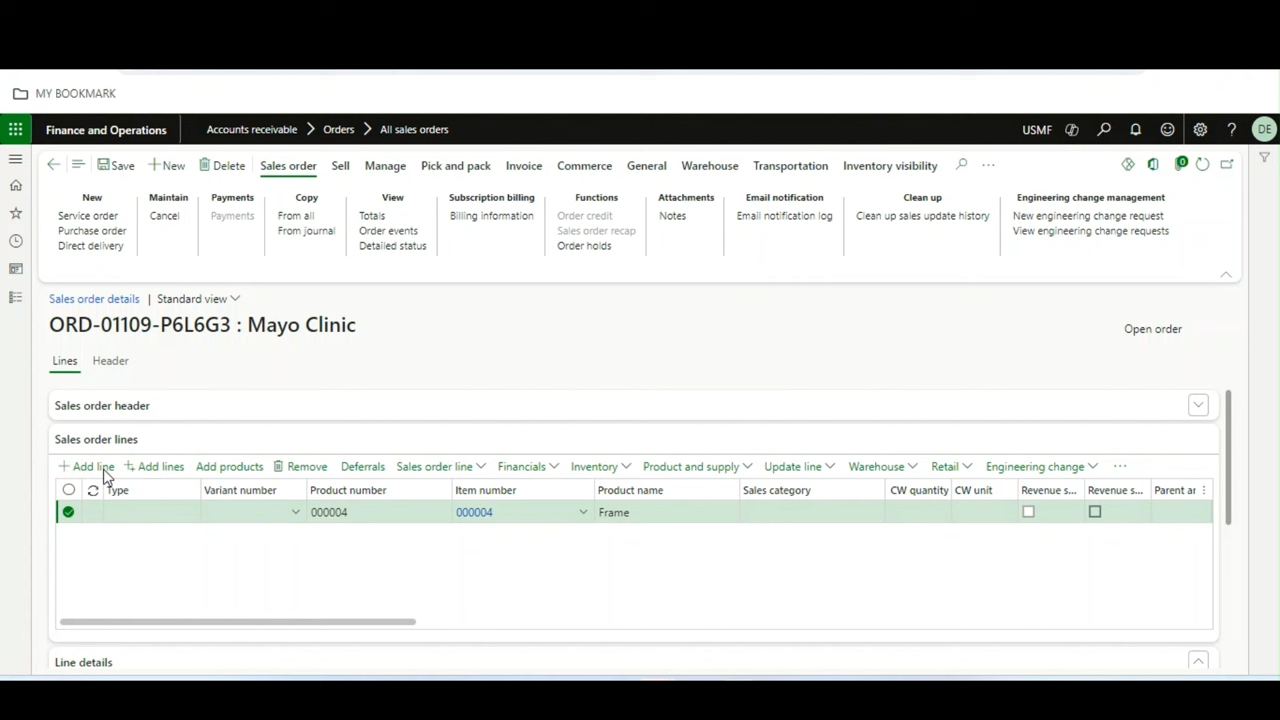 MY BOOKMARK
Finance and Operations Accounts receivable Orders All sales orders USMF DE
Save New Delete Sales order Sell Manage Pick and pack Invoice Commerce General Warehouse Transportation Inventory visibility 0
New Maintain Payments Copy View Subscription billing Functions Attachments Email notification Clean up Engineering change management
Service order Cancel Payments From all Totals Billing information Order credit Notes Email notification log Clean up sales update history New engineering change request
Purchase order From journal Order events Sales order recap View engineering change requests
Direct delivery Detailed status Order holds
Sales order details | Standard view
ORD-01109-P6L6G3 : Mayo Clinic
Open order
Lines Header
Sales order header
Sales order lines
Add line Add lines Add products Remove Deferrals Sales order line Financials Inventory Product and supply Update line Warehouse Retail Engineering change
Type Variant number Product number Item number Product name Sales category CW quantity CW unit Revenue s... Revenue s... Parent ar
000004 000004 Frame
Line details